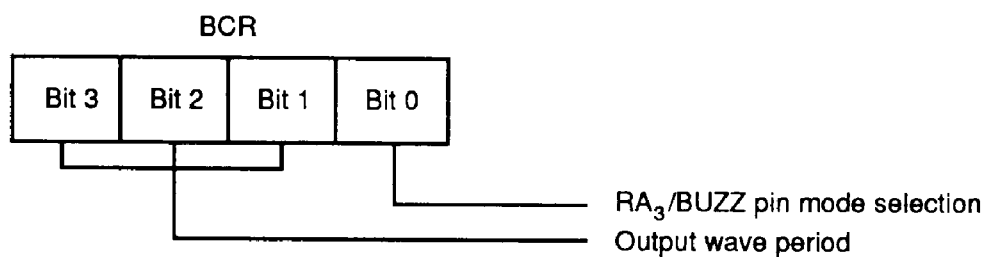 BCR
Bit 3 Bit 2 Bit 1 Bit 0
RA₃/BUZZ pin mode selection
Output wave period